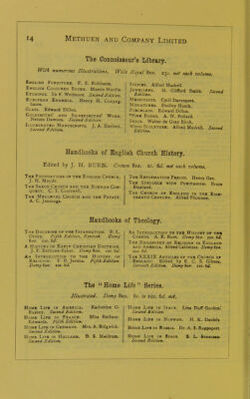 14 METHUEN AND COMPANY LIMITED
The Connoisseur's Library.
With numerous Illustrations. Wide Royal 8vo. 25s. net each volume.
ENGLISH FURNITURE. F. S. Robinson.
ENGLISH COLOURED BOOKS. Martin Hardie.
ETCHINGS. Sir F. Wedmore. Second Edition.
EUROPEAN ENAMELS. Henry H. Cunynghame.
GLASS. Edward Dillon.
GOLDSMITHS' AND SILVERSMITHS' WORK. Nelson Dawson. Second Edition.
ILLUMINATED MANUSCRIPTS. J. A. Herbert. Second Edition.
IVORIES. Alfred Maskell.
JEWELLERY. H. Clifford Smith. Second Edition.
MEZZOTINTS. Cyril Davenport.
MINIATURES. Dudley Heath.
PORCELAIN. Edward Dillon.
FINE BOOKS. A. W. Pollard.
SEALS. Walter de Gray Birch.
WOOD SCULPTURE. Alfred Maskell. Second Edition.
Handbooks of English Church History.
Edited by J. H. BURN. Crown 8vo. 2s. 6d. net each volume.
THE FOUNDATIONS OF THE ENGLISH CHURCH. J. H. Maude.
THE SAXON CHURCH AND THE NORMAN CONQUEST. C. T. Cruttwell.
THE MEDIÆVAL CHURCH AND THE PAPACY. A. C. Jennings.
THE REFORMATION PERIOD. Henry Gee.
THE STRUGGLE WITH PURITANISM. Bruce Blaxland.
THE CHURCH OF ENGLAND IN THE EIGHTEENTH CENTURY. Alfred Plummer.
Handbooks of Theology.
THE DOCTRINE OF THE INCARNATION. R. L. Ottley. Fifth Edition, Revised. Demy 8vo. 12s. 6d.
A HISTORY OF EARLY CHRISTIAN DOCTRINE. J. F. Bethune-Baker. Demy 8vo. 10s. 6d.
AN INTRODUCTION TO THE HISTORY OF RELIGION. F. B. Jevons. Fifth Edition. Demy 8vo. 10s. 6d.
AN INTRODUCTION TO THE HISTORY OF THE CREEDS. A. E. Burn. Demy 8vo. 10s. 6d.
THE PHILOSOPHY OF RELIGION IN ENGLAND AND AMERICA. Alfred Caldecott. Demy 8vo. 10s. 6d.
THE XXXIX ARTICLES OF THE CHURCH OF ENGLAND. Edited by E. C. S. Gibson. Seventh Edition. Demy 8vo. 12s. 6d.
The "Home Life" Series.
Illustrated. Demy 8vo. 6s. to 10s. 6d. net.
HOME LIFE IN AMERICA. Katherine G. Busbey. Second Edition.
HOME LIFE IN FRANCE. Miss Betham-Edwards. Fifth Edition.
HOME LIFE IN GERMANY. Mrs. A. Sidgwick. Second Edition.
HOME LIFE IN HOLLAND. D. S. Meldrum. Second Edition.
HOME LIFE IN ITALY. Lina Duff Gordon. Second Edition.
HOME LIFE IN NORWAY. H. K. Daniels.
HOME LIFE IN RUSSIA. Dr. A. S. Rappoport.
HOME LIFE IN SPAIN. S. L. Bensusan. Second Edition.